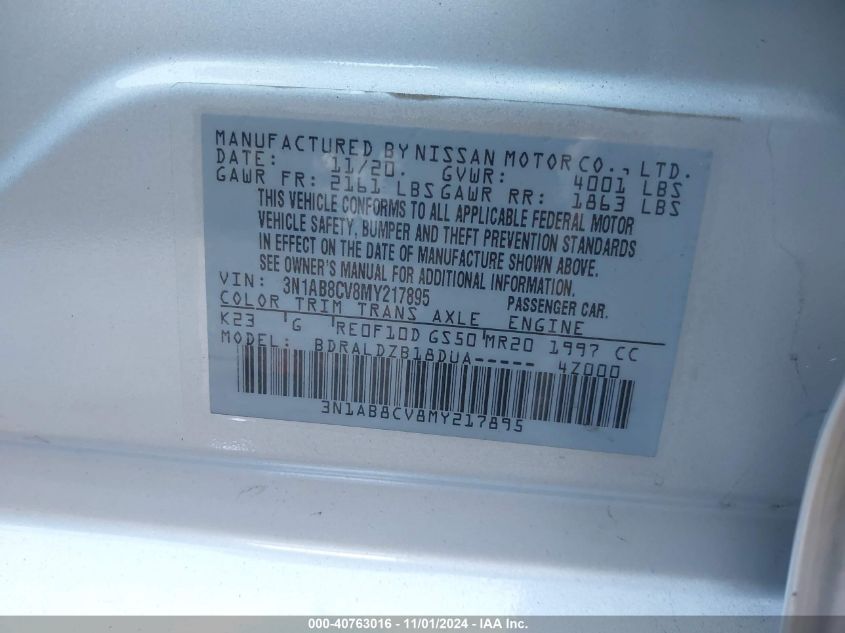 MANUFACTURED BY NISSAN MOTOR CO., LTD.
DATE: 11/20. GVWR: 4001 LBS
GAWR FR: 2161 LBS GAWR RR: 1863 LBS
THIS VEHICLE CONFORMS TO ALL APPLICABLE FEDERAL MOTOR
VEHICLE SAFETY, BUMPER AND THEFT PREVENTION STANDARDS
IN EFFECT ON THE DATE OF MANUFACTURE SHOWN ABOVE.
SEE OWNER'S MANUAL FOR ADDITIONAL INFORMATION.
VIN: 3N1AB8CV8MY217895 PASSENGER CAR.
COLOR TRIM TRANS AXLE ENGINE
K23 G RE0F10D GS50 MR20 1997 CC
MODEL: BDRALDZB18DUA----- 4Z000
3N1AB8CV8MY217895
000-40763016 - 11/01/2024 - IAA Inc.